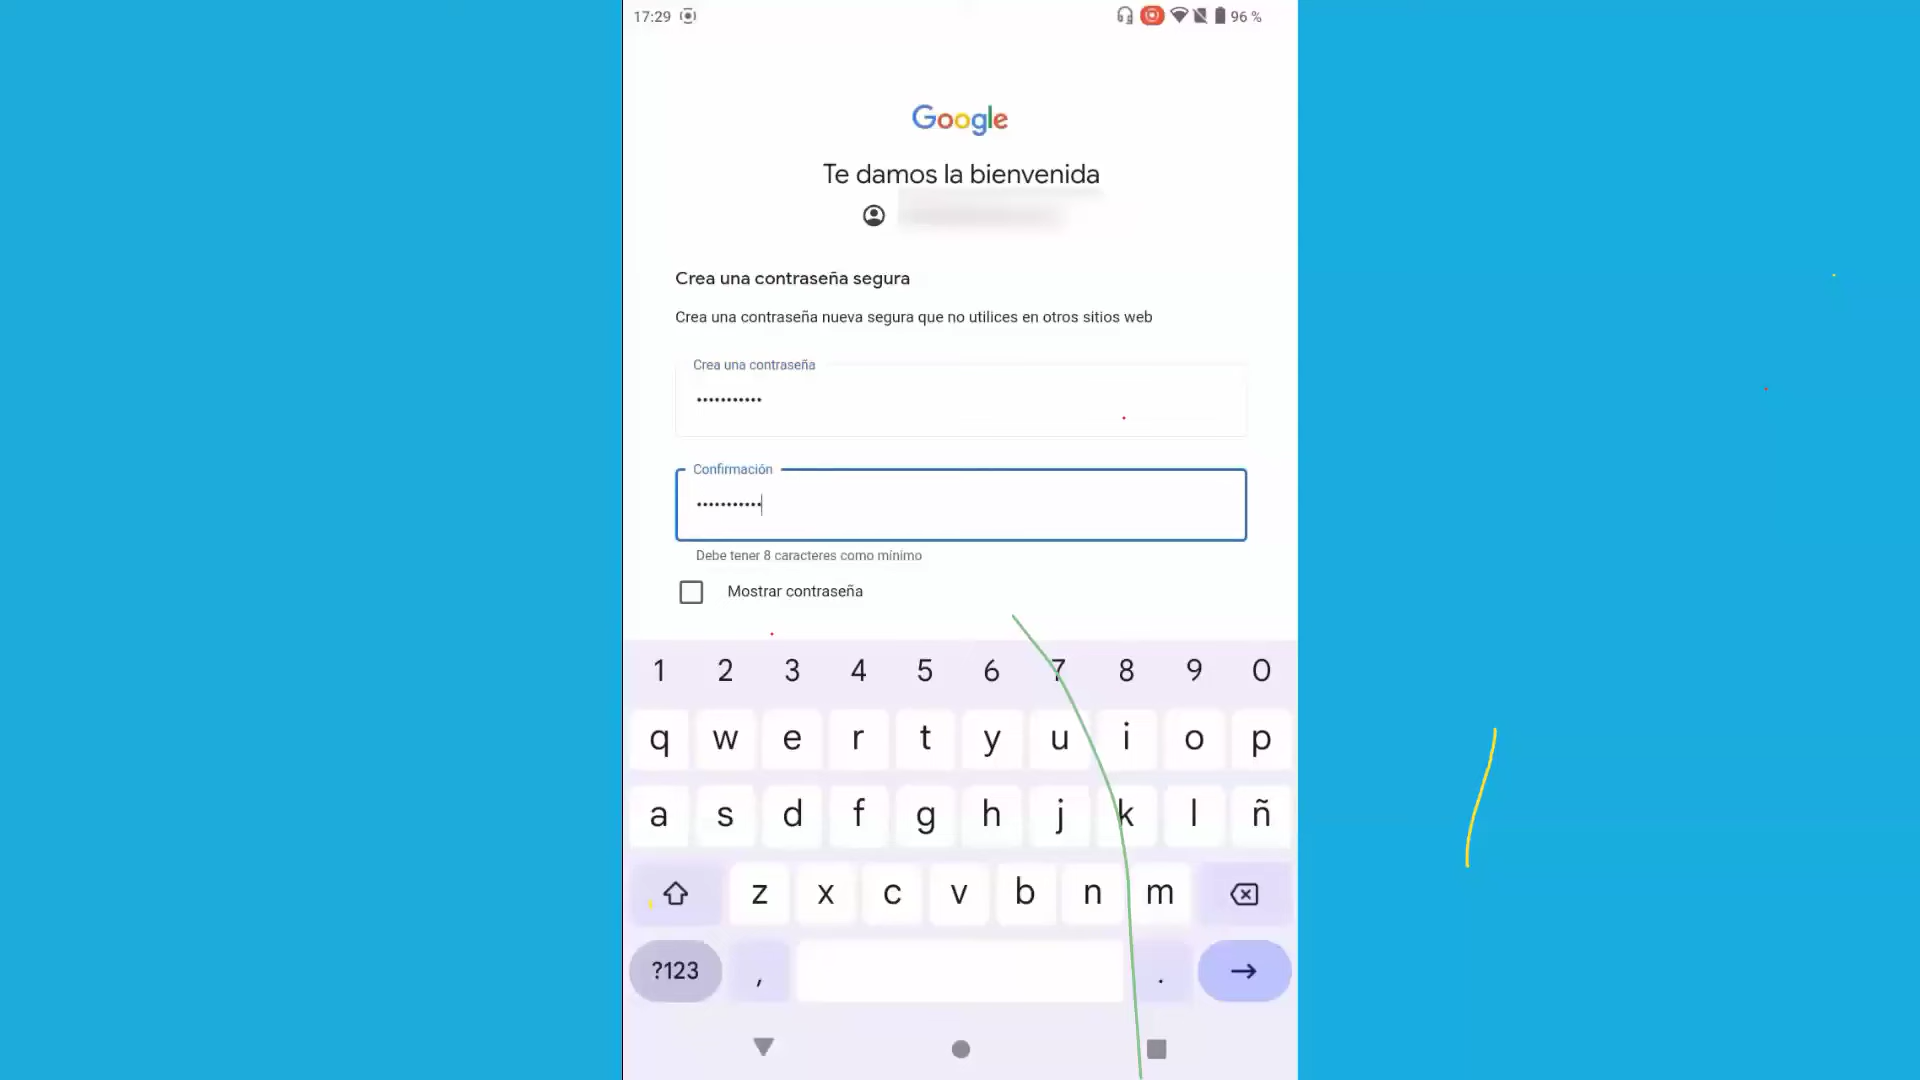 17:29 96 %
Google
Te damos la bienvenida
Crea una contraseña segura
Crea una contraseña nueva segura que no utilices en otros sitios web
Crea una contraseña
•••••••••••
Confirmación
•••••••••••
Debe tener 8 caracteres como mínimo
Mostrar contraseña
1 2 3 4 5 6 7 8 9 0
q w e r t y u i o p
a s d f g h j k l ñ
z x c v b n m
?123 , .